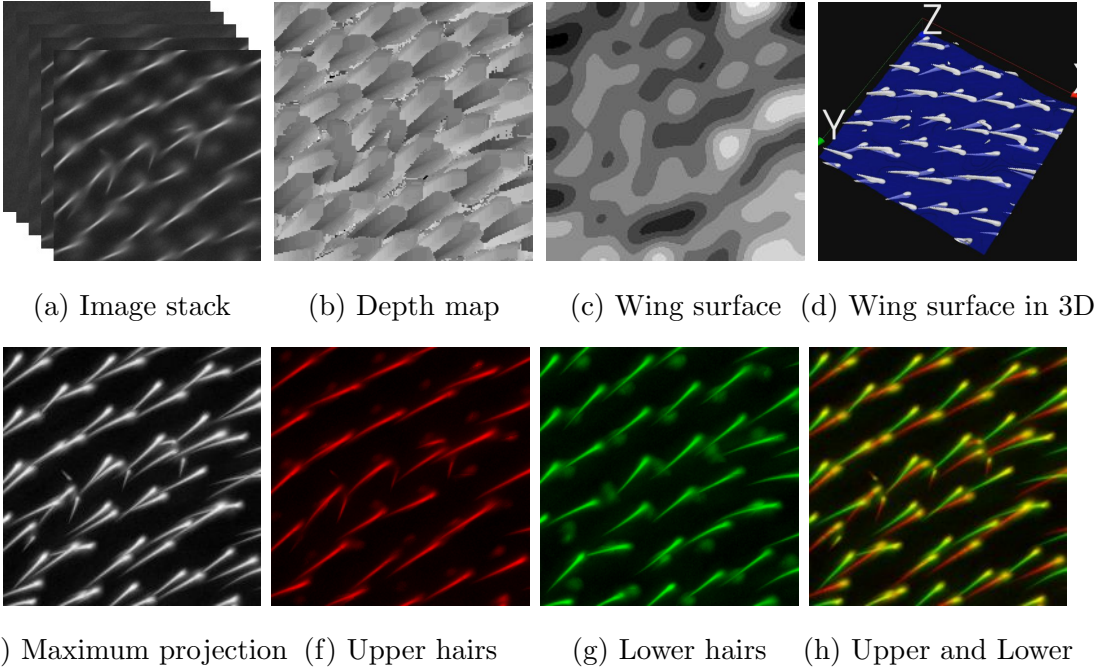 Z
Y
(a) Image stack (b) Depth map (c) Wing surface (d) Wing surface in 3D
) Maximum projection (f) Upper hairs (g) Lower hairs (h) Upper and Lower